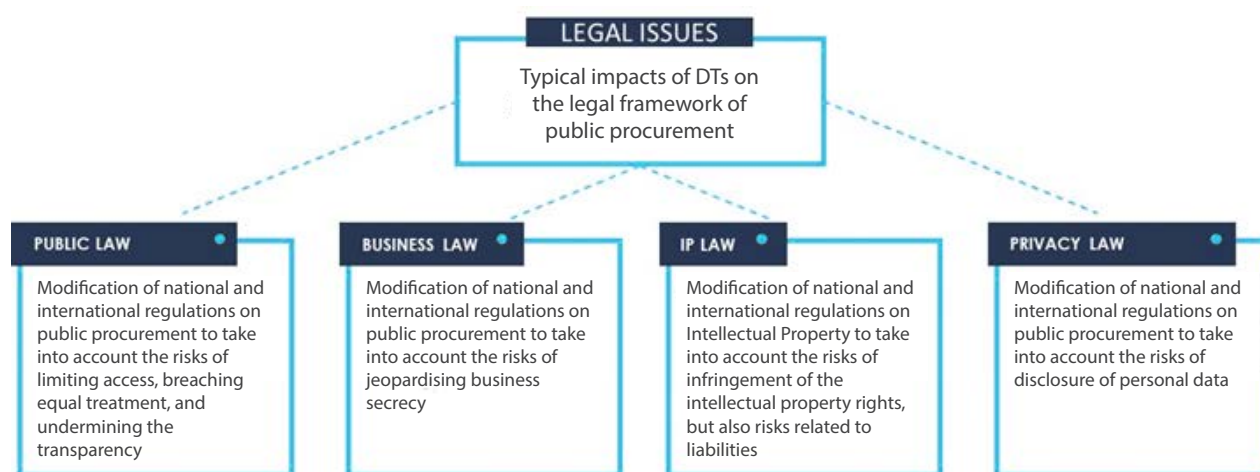 LEGAL ISSUES
Typical impacts of DTs on
the legal framework of
public procurement
PUBLIC LAW
Modification of national and
international regulations on
public procurement to take
into account the risks of
limiting access, breaching
equal treatment, and
undermining the
transparency
BUSINESS LAW
Modification of national and
international regulations on
public procurement to take
into account the risks of
jeopardising business
secrecy
IP LAW
Modification of national and
international regulations on
Intellectual Property to take
into account the risks of
infringement of the
intellectual property rights,
but also risks related to
liabilities
PRIVACY LAW
Modification of national and
international regulations on
public procurement to take
into account the risks of
disclosure of personal data